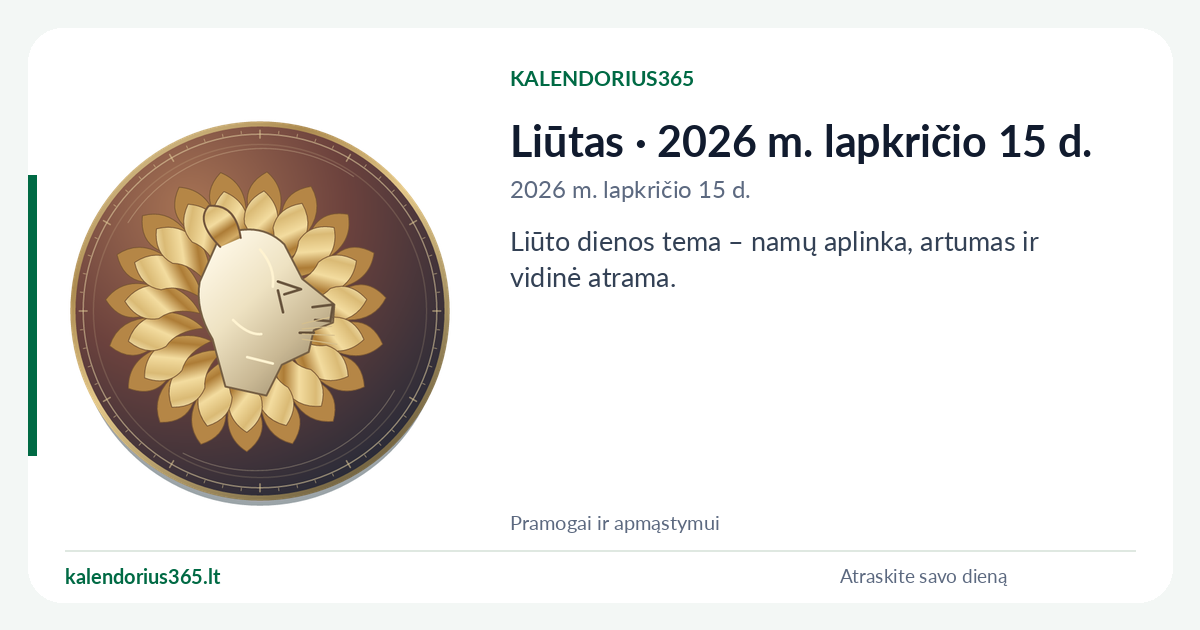 KALENDORIUS365
Liūtas · 2026 m. lapkričio 15 d.
2026 m. lapkričio 15 d.
Liūto dienos tema – namų aplinka, artumas ir
vidinė atrama.
Pramogai ir apmąstymui
kalendorius365.lt
Atraskite savo dieną